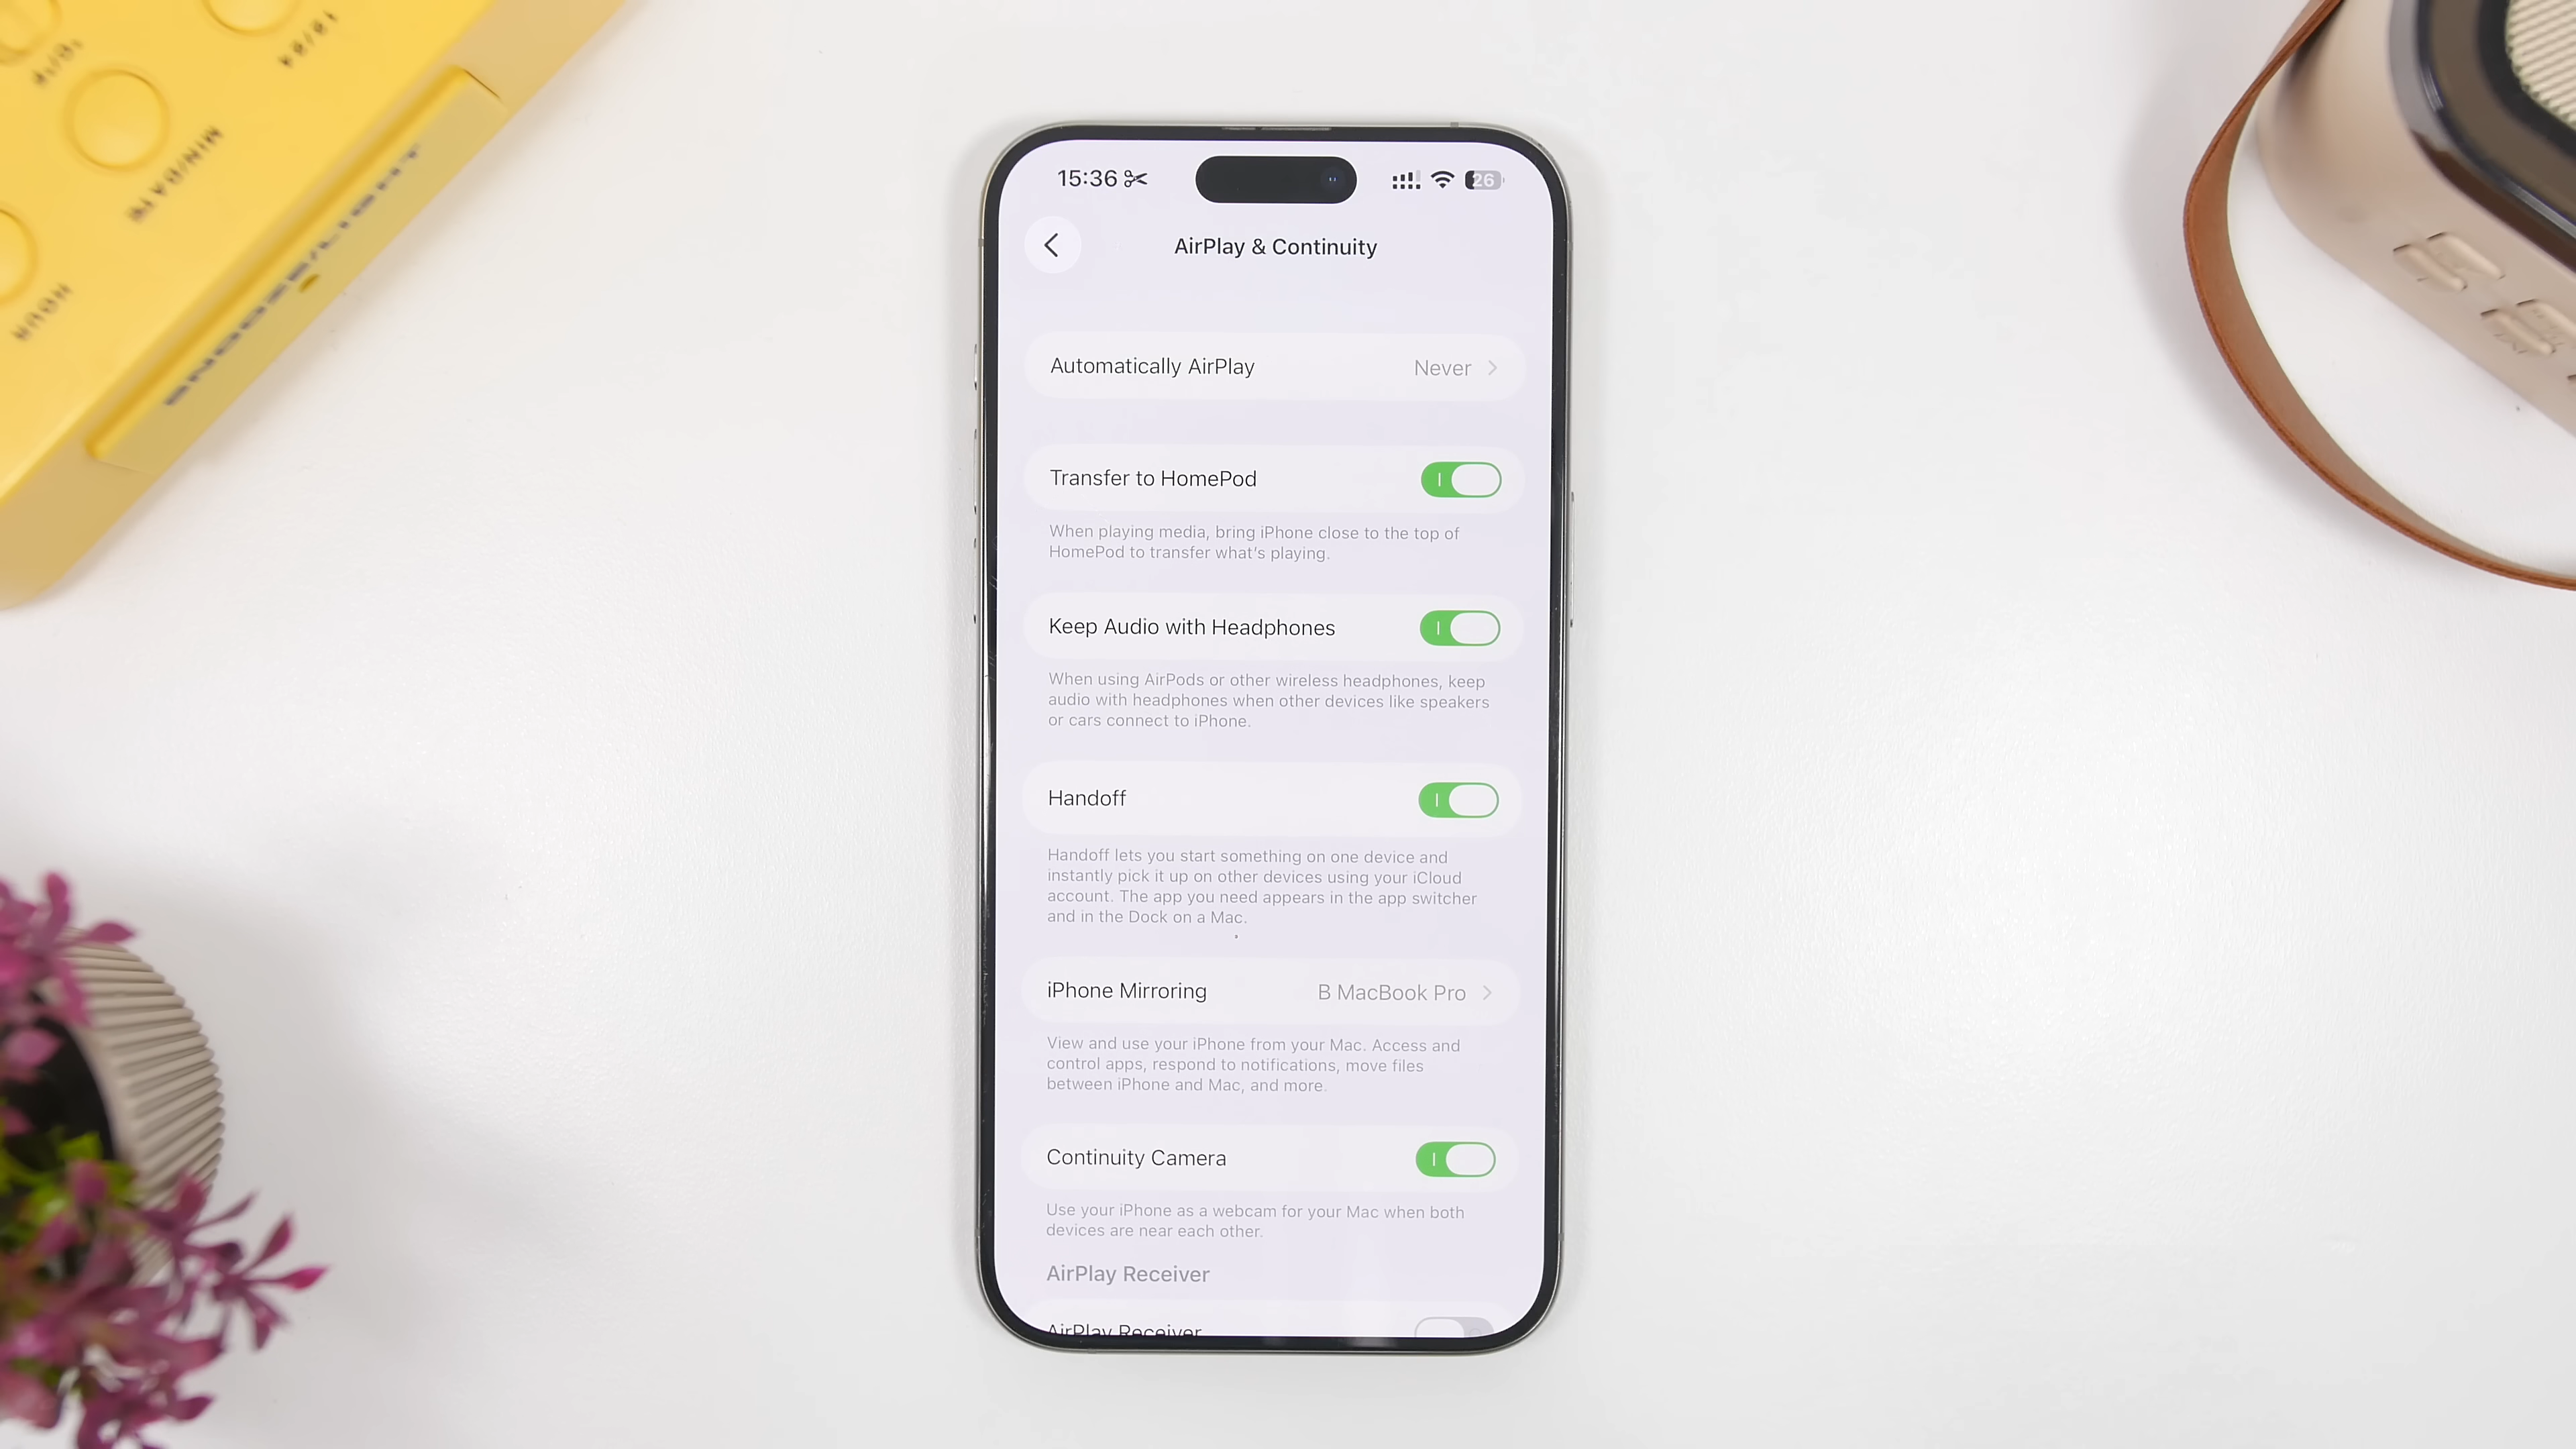 15:36
26
AirPlay & Continuity
Automatically AirPlay Never
Transfer to HomePod
When playing media, bring iPhone close to the top of
HomePod to transfer what's playing.
Keep Audio with Headphones
When using AirPods or other wireless headphones, keep
audio with headphones when other devices like speakers
or cars connect to iPhone.
Handoff
Handoff lets you start something on one device and
instantly pick it up on other devices using your iCloud
account. The app you need appears in the app switcher
and in the Dock on a Mac.
iPhone Mirroring B MacBook Pro
View and use your iPhone from your Mac. Access and
control apps, respond to notifications, move files
between iPhone and Mac, and more.
Continuity Camera
Use your iPhone as a webcam for your Mac when both
devices are near each other.
AirPlay Receiver
AirPlay Receiver
MIN/DATE
HOUR
SNOOZE/LIGHT